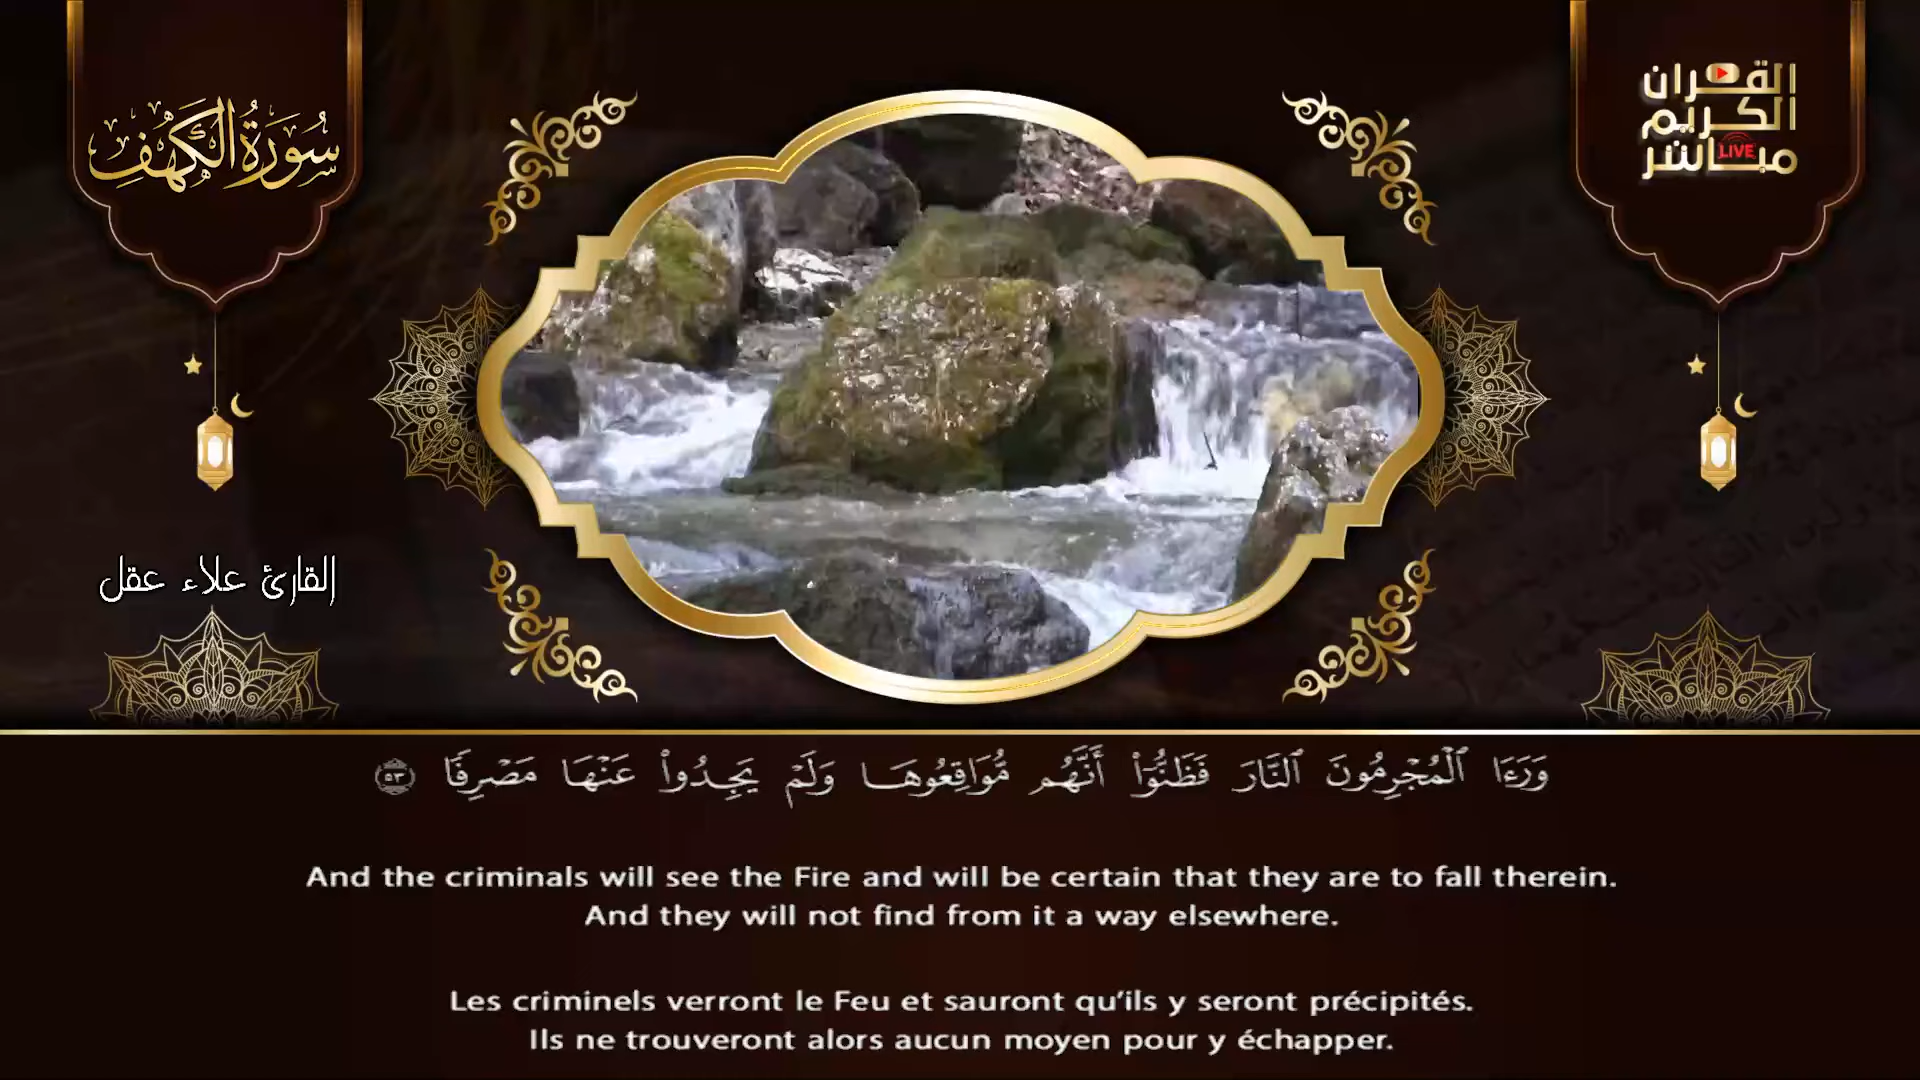 سُورَةُ الكَهْفِ
القرآن
الكريم
مباشر
LIVE
القارئ علاء عقل
وَرَءَا ٱلْمُجْرِمُونَ ٱلنَّارَ فَظَنُّوٓا۟ أَنَّهُم مُّوَاقِعُوهَا وَلَمْ يَجِدُوا۟ عَنْهَا مَصْرِفًا ٥٣
And the criminals will see the Fire and will be certain that they are to fall therein.
And they will not find from it a way elsewhere.
Les criminels verront le Feu et sauront qu’ils y seront précipités.
Ils ne trouveront alors aucun moyen pour y échapper.